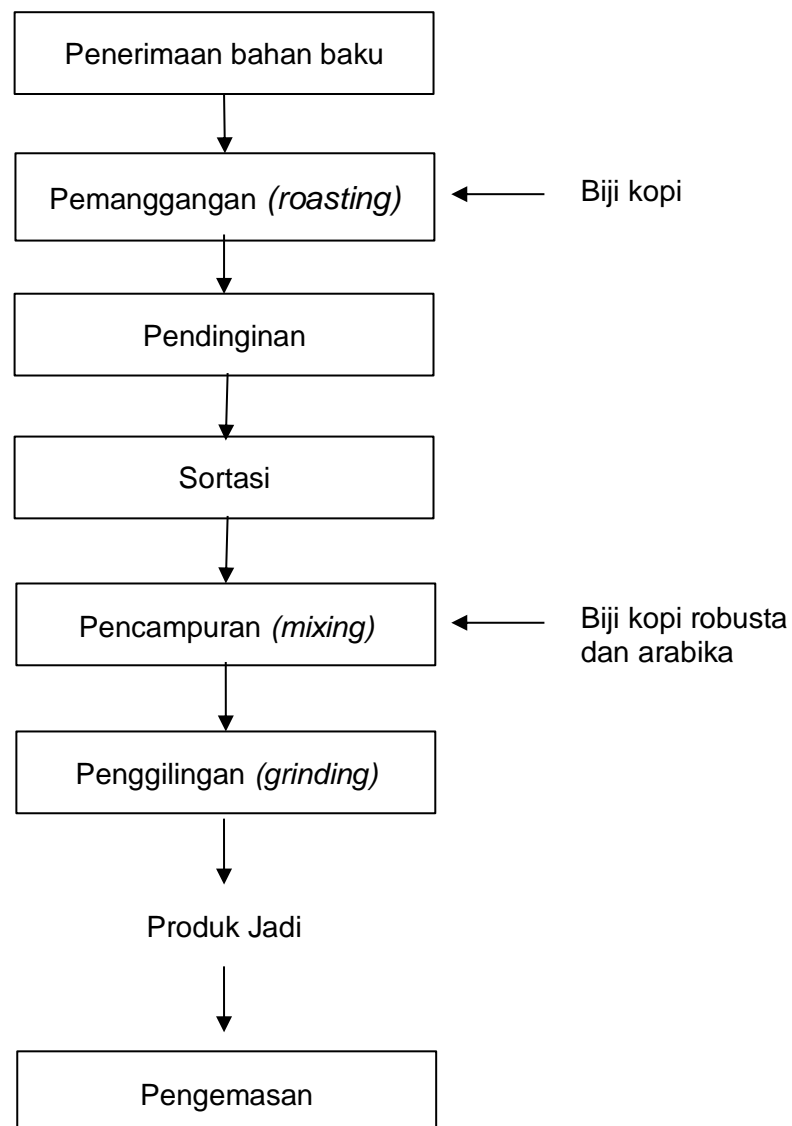 Penerimaan bahan baku
Pemanggangan (roasting)
Biji kopi
Pendinginan
Sortasi
Pencampuran (mixing)
Biji kopi robusta
dan arabika
Penggilingan (grinding)
Produk Jadi
Pengemasan